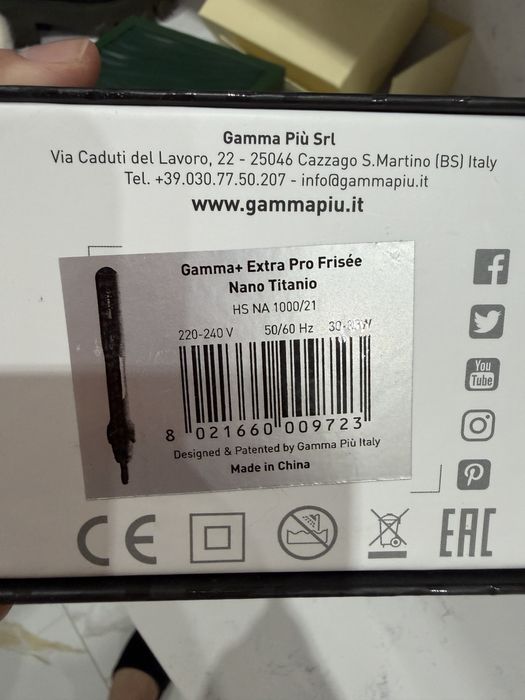 Gamma Più Srl
Via Caduti del Lavoro, 22 - 25046 Cazzago S.Martino (BS) Italy
Tel. +39.030.77.50.207 - info@gammapiu.it
www.gammapiu.it
Gamma+ Extra Pro Frisée
Nano Titanio
HS NA 1000/21
220-240 V 50/60 Hz
8 021660 009723
Designed & Patented by Gamma Più Italy
Made in China
You
Tube
CE
EAC